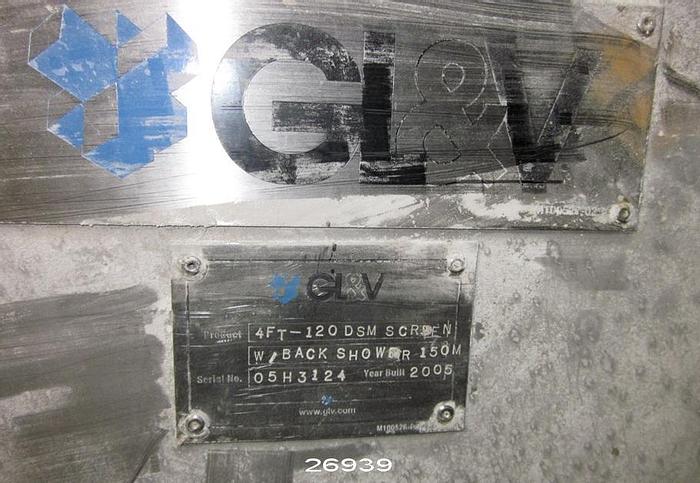 GL&V
GL&V
Product 4FT-120 DSM SCREEN
W/BACK SHOWER 150M
Serial No. 05H3124 Year Built 2005
www.glv.com
26939